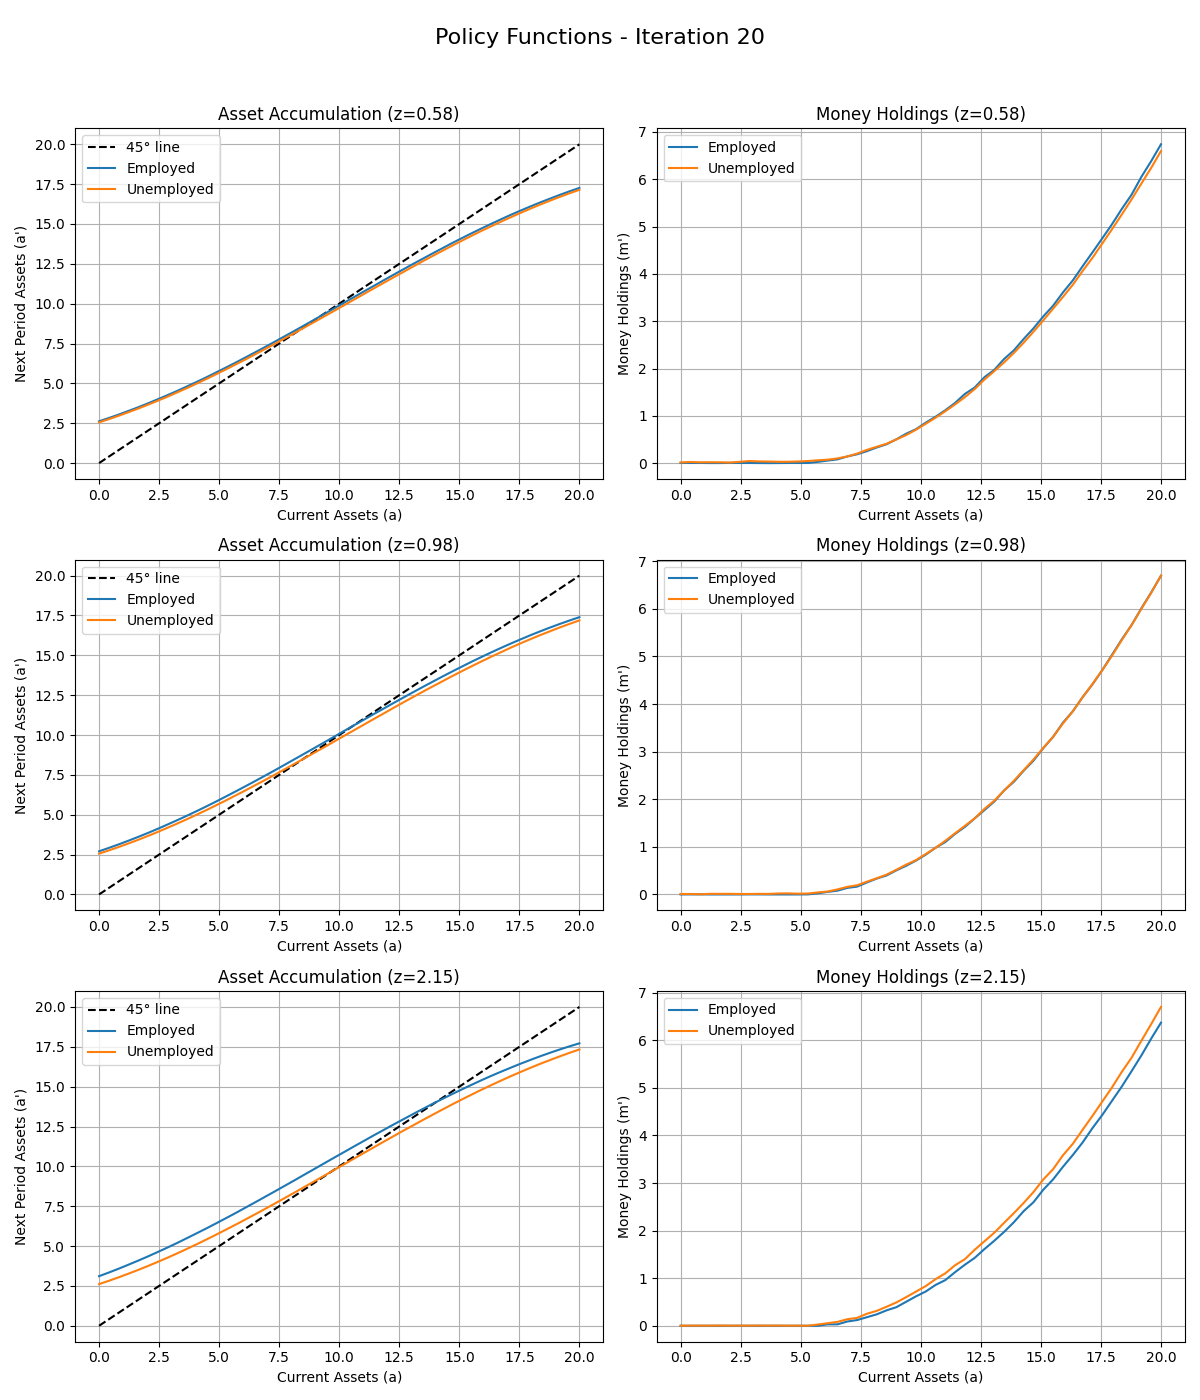 Policy Functions - Iteration 20
Asset Accumulation (z=0.58)
Next Period Assets (a')
20.0
17.5
15.0
12.5
10.0
7.5
5.0
2.5
0.0
45° line
Employed
Unemployed
0.0 2.5 5.0 7.5 10.0 12.5 15.0 17.5 20.0
Current Assets (a)
Money Holdings (z=0.58)
Money Holdings (m')
7
6
5
4
3
2
1
0
Employed
Unemployed
0.0 2.5 5.0 7.5 10.0 12.5 15.0 17.5 20.0
Current Assets (a)
Asset Accumulation (z=0.98)
Next Period Assets (a')
20.0
17.5
15.0
12.5
10.0
7.5
5.0
2.5
0.0
45° line
Employed
Unemployed
0.0 2.5 5.0 7.5 10.0 12.5 15.0 17.5 20.0
Current Assets (a)
Money Holdings (z=0.98)
Money Holdings (m')
7
6
5
4
3
2
1
0
Employed
Unemployed
0.0 2.5 5.0 7.5 10.0 12.5 15.0 17.5 20.0
Current Assets (a)
Asset Accumulation (z=2.15)
Next Period Assets (a')
20.0
17.5
15.0
12.5
10.0
7.5
5.0
2.5
0.0
45° line
Employed
Unemployed
0.0 2.5 5.0 7.5 10.0 12.5 15.0 17.5 20.0
Current Assets (a)
Money Holdings (z=2.15)
Money Holdings (m')
7
6
5
4
3
2
1
0
Employed
Unemployed
0.0 2.5 5.0 7.5 10.0 12.5 15.0 17.5 20.0
Current Assets (a)